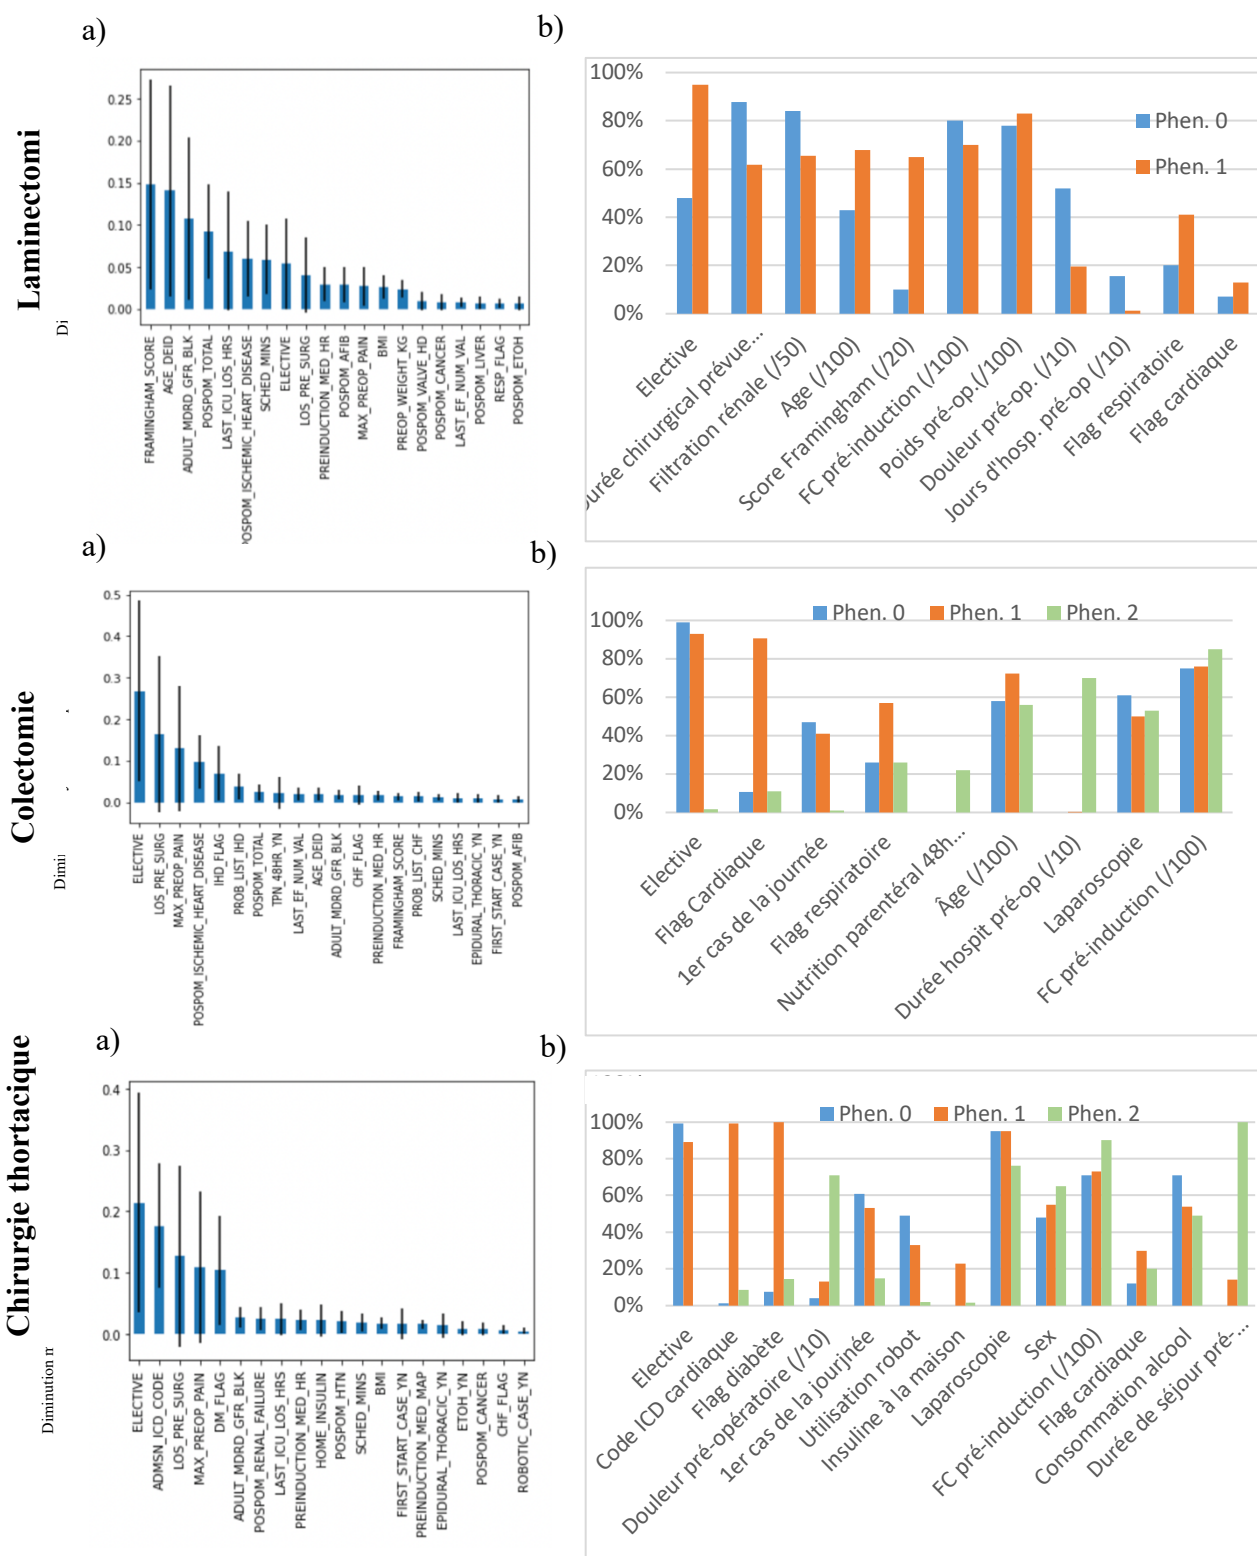 a)
b)
Laminectomi
Di
0.25
0.20
0.15
0.10
0.05
0.00
FRAMINGHAM_SCORE
AGE_DEID
ADULT_MDRD_GFR_BLK
POSPOM_TOTAL
LAST_ICU_LOS_HRS
POSPOM_ISCHEMIC_HEART_DISEASE
SCHED_MINS
ELECTIVE
LOS_PRE_SURG
PREINDUCTION_MED_HR
POSPOM_AFIB
MAX_PREOP_PAIN
BMI
PREOP_WEIGHT_KG
POSPOM_VALVE_HD
POSPOM_CANCER
LAST_EF_NUM_VAL
POSPOM_LIVER
RESP_FLAG
POSPOM_ETOH
100%
80%
60%
40%
20%
0%
Phen. 0
Phen. 1
Elective
Durée chirurgical prévue...
Filtration rénale (/50)
Age (/100)
Score Framingham (/20)
FC pré-induction (/100)
Poids pré-op.(/100)
Douleur pré-op. (/10)
Jours d'hosp. pré-op (/10)
Flag respiratoire
Flag cardiaque
a)
b)
Colectomie
Dimi
0.5
0.4
0.3
0.2
0.1
0.0
ELECTIVE
LOS_PRE_SURG
MAX_PREOP_PAIN
POSPOM_ISCHEMIC_HEART_DISEASE
IHD_FLAG
PROB_LIST_IHD
POSPOM_TOTAL
TPN_48HR_YN
LAST_EF_NUM_VAL
AGE_DEID
ADULT_MDRD_GFR_BLK
CHF_FLAG
PREINDUCTION_MED_HR
FRAMINGHAM_SCORE
PROB_LIST_CHF
SCHED_MINS
LAST_ICU_LOS_HRS
EPIDURAL_THORACIC_YN
FIRST_START_CASE_YN
POSPOM_AFIB
Phen. 0
Phen. 1
Phen. 2
100%
80%
60%
40%
20%
0%
Elective
Flag Cardiaque
1er cas de la journée
Flag respiratoire
Nutrition parentéral 48h...
Âge (/100)
Durée hospit pré-op (/10)
Laparoscopie
FC pré-induction (/100)
a)
b)
Chirurgie thortacique
Diminution r
0.4
0.3
0.2
0.1
0.0
ELECTIVE
ADMSN_ICD_CODE
LOS_PRE_SURG
MAX_PREOP_PAIN
DM_FLAG
ADULT_MDRD_GFR_BLK
POSPOM_RENAL_FAILURE
LAST_ICU_LOS_HRS
PREINDUCTION_MED_HR
HOME_INSULIN
POSPOM_HTN
SCHED_MINS
BMI
FIRST_START_CASE_YN
PREINDUCTION_MED_MAP
EPIDURAL_THORACIC_YN
ETOH_YN
POSPOM_CANCER
CHF_FLAG
ROBOTIC_CASE_YN
Phen. 0
Phen. 1
Phen. 2
100%
80%
60%
40%
20%
0%
Elective
Code ICD cardiaque
Flag diabète
Douleur pré-opératoire (/10)
1er cas de la jourjnée
Utilisation robot
Insuline à la maison
Laparoscopie
Sex
FC pré-induction (/100)
Flag cardiaque
Consommation alcool
Durée de séjour pré-...